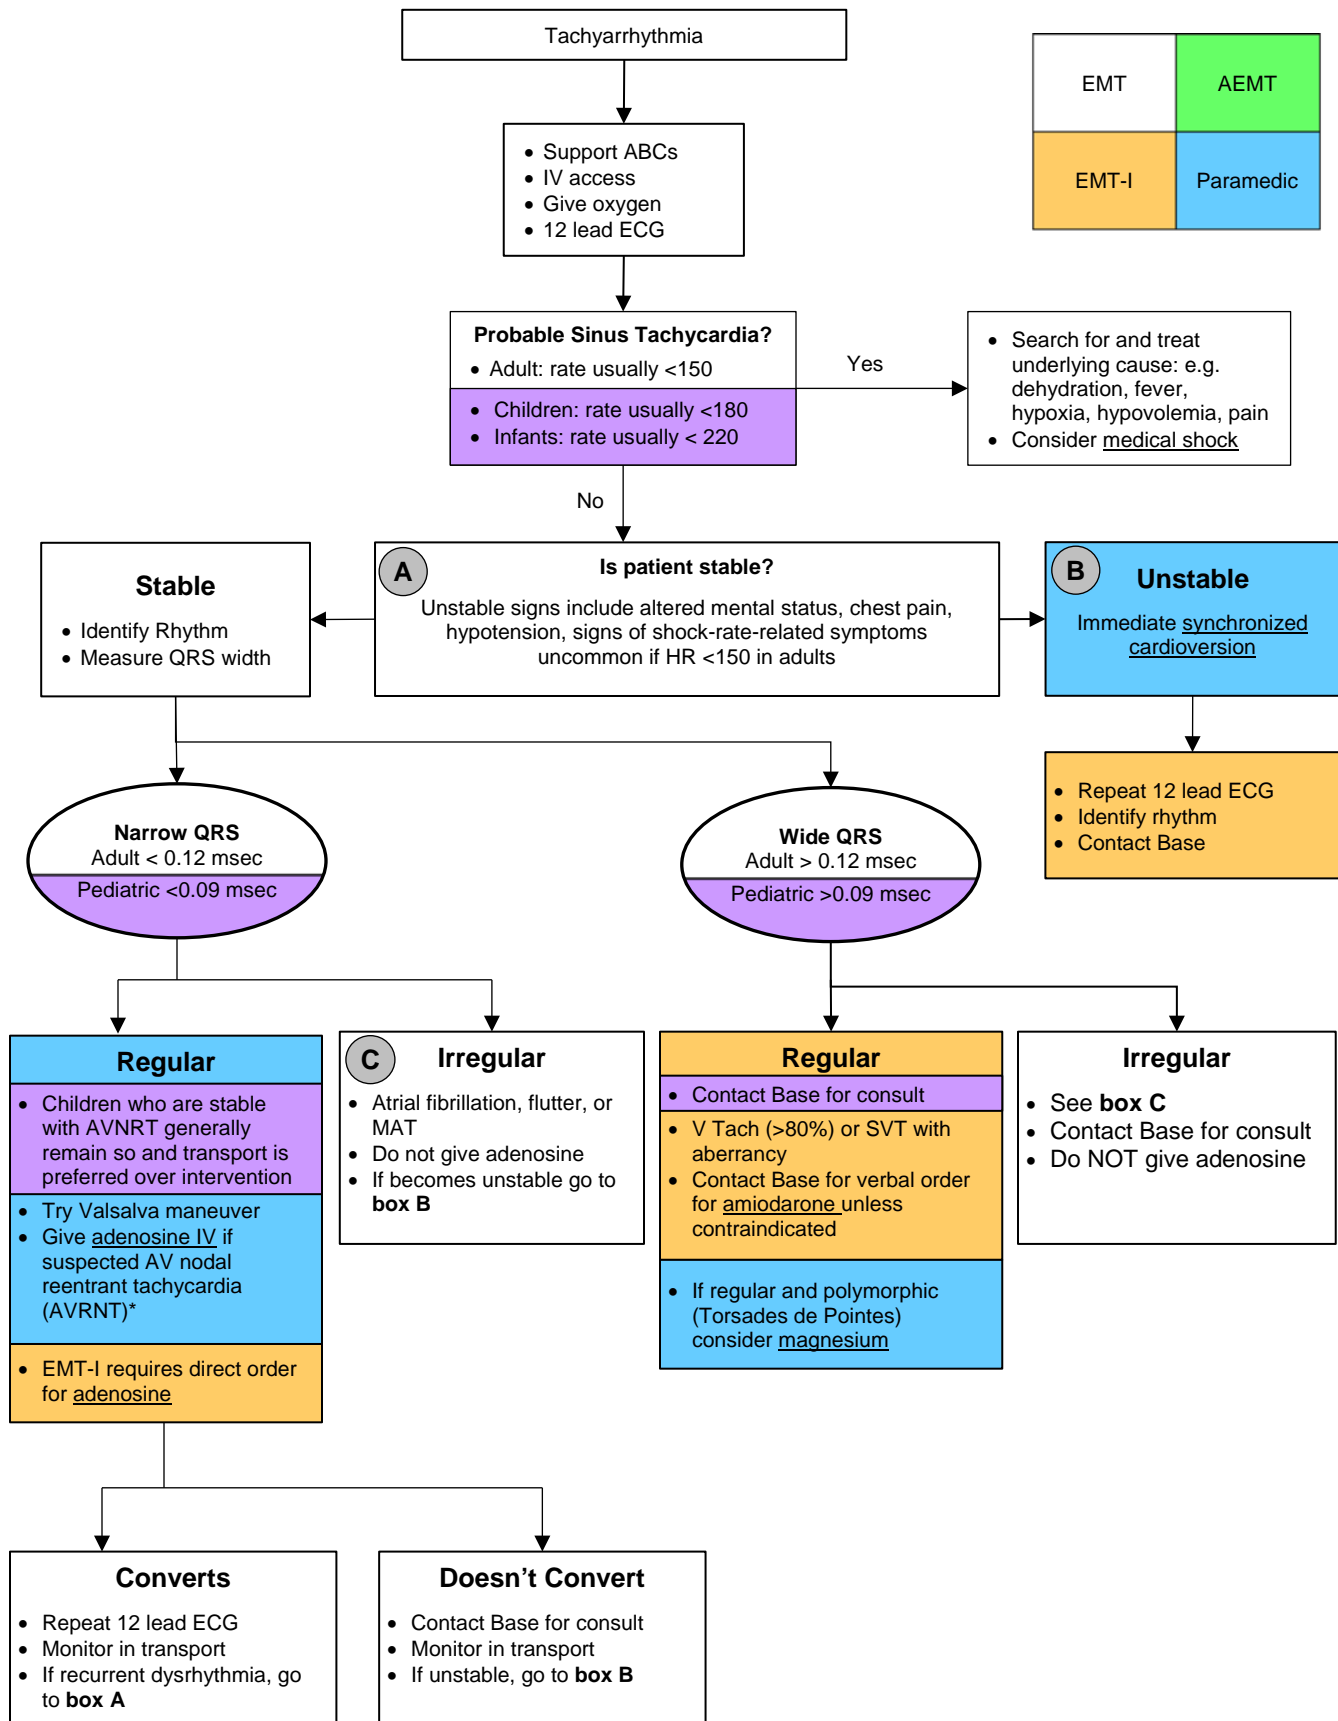 Tachyarrhythmia
EMT
AEMT
EMT-I
Paramedic
• Support ABCs
• IV access
• Give oxygen
• 12 lead ECG
Probable Sinus Tachycardia?
• Adult: rate usually <150
• Children: rate usually <180
• Infants: rate usually < 220
Yes
• Search for and treat
underlying cause: e.g.
dehydration, fever,
hypoxia, hypovolemia, pain
• Consider medical shock
No
Stable
• Identify Rhythm
• Measure QRS width
A
Is patient stable?
Unstable signs include altered mental status, chest pain,
hypotension, signs of shock-rate-related symptoms
uncommon if HR <150 in adults
B
Unstable
Immediate synchronized
cardioversion
• Repeat 12 lead ECG
• Identify rhythm
• Contact Base
Narrow QRS
Adult < 0.12 msec
Pediatric <0.09 msec
Wide QRS
Adult > 0.12 msec
Pediatric >0.09 msec
Regular
• Children who are stable
with AVNRT generally
remain so and transport is
preferred over intervention
• Try Valsalva maneuver
• Give adenosine IV if
suspected AV nodal
reentrant tachycardia
(AVRNT)*
• EMT-I requires direct order
for adenosine
C
Irregular
• Atrial fibrillation, flutter, or
MAT
• Do not give adenosine
• If becomes unstable go to
box B
Regular
• Contact Base for consult
• V Tach (>80%) or SVT with
aberrancy
• Contact Base for verbal order
for amiodarone unless
contraindicated
• If regular and polymorphic
(Torsades de Pointes)
consider magnesium
Irregular
• See box C
• Contact Base for consult
• Do NOT give adenosine
Converts
• Repeat 12 lead ECG
• Monitor in transport
• If recurrent dysrhythmia, go
to box A
Doesn't Convert
• Contact Base for consult
• Monitor in transport
• If unstable, go to box B